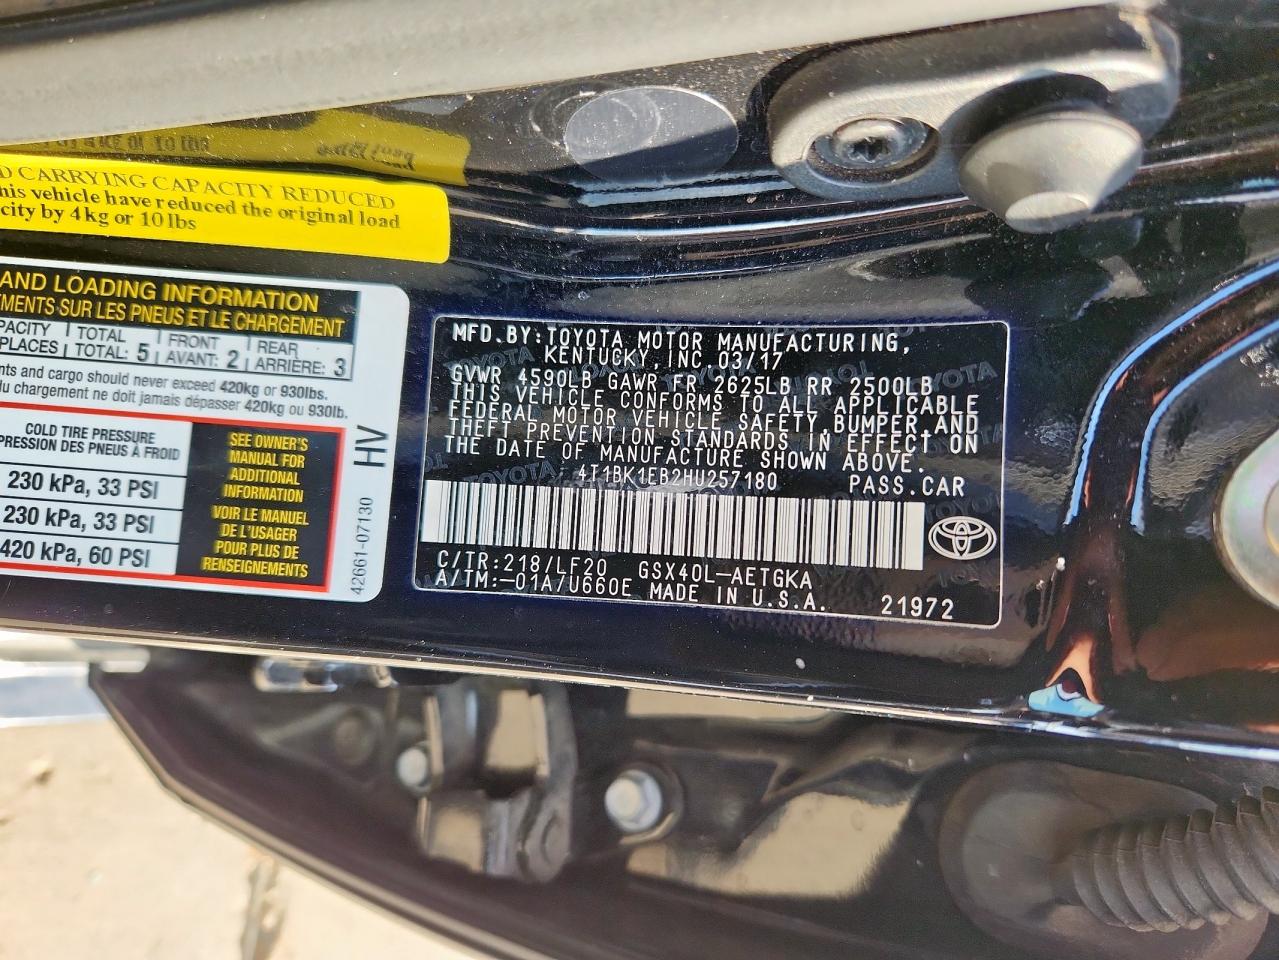 D CARRYING CAPACITY REDUCED
his vehicle have reduced the original load
city by 4 kg or 10 lbs
AND LOADING INFORMATION
EMENTS SUR LES PNEUS ET LE CHARGEMENT
PACITY TOTAL FRONT REAR
PLACES TOTAL: 5 AVANT: 2 ARRIÈRE: 3
nts and cargo should never exceed 420kg or 930lbs.
du chargement ne doit jamais dépasser 420kg ou 930lb.
COLD TIRE PRESSURE
PRESSION DES PNEUS À FROID
230 kPa, 33 PSI
230 kPa, 33 PSI
420 kPa, 60 PSI
SEE OWNER'S
MANUAL FOR
ADDITIONAL
INFORMATION
VOIR LE MANUEL
DE L'USAGER
POUR PLUS DE
RENSEIGNEMENTS
HV
42661-07130
MFD.BY:TOYOTA MOTOR MANUFACTURING,
KENTUCKY,INC.03/17
GVWR 4590LB GAWR FR 2625LB RR 2500LB
THIS VEHICLE CONFORMS TO ALL APPLICABLE
FEDERAL MOTOR VEHICLE SAFETY,BUMPER,AND
THEFT PREVENTION STANDARDS IN EFFECT ON
THE DATE OF MANUFACTURE SHOWN ABOVE.
4T1BK1EB2HU257180 PASS.CAR
C/TR:218/LF20 GSX40L-AETGKA
A/TM:-01A/U660E MADE IN U.S.A. 21972